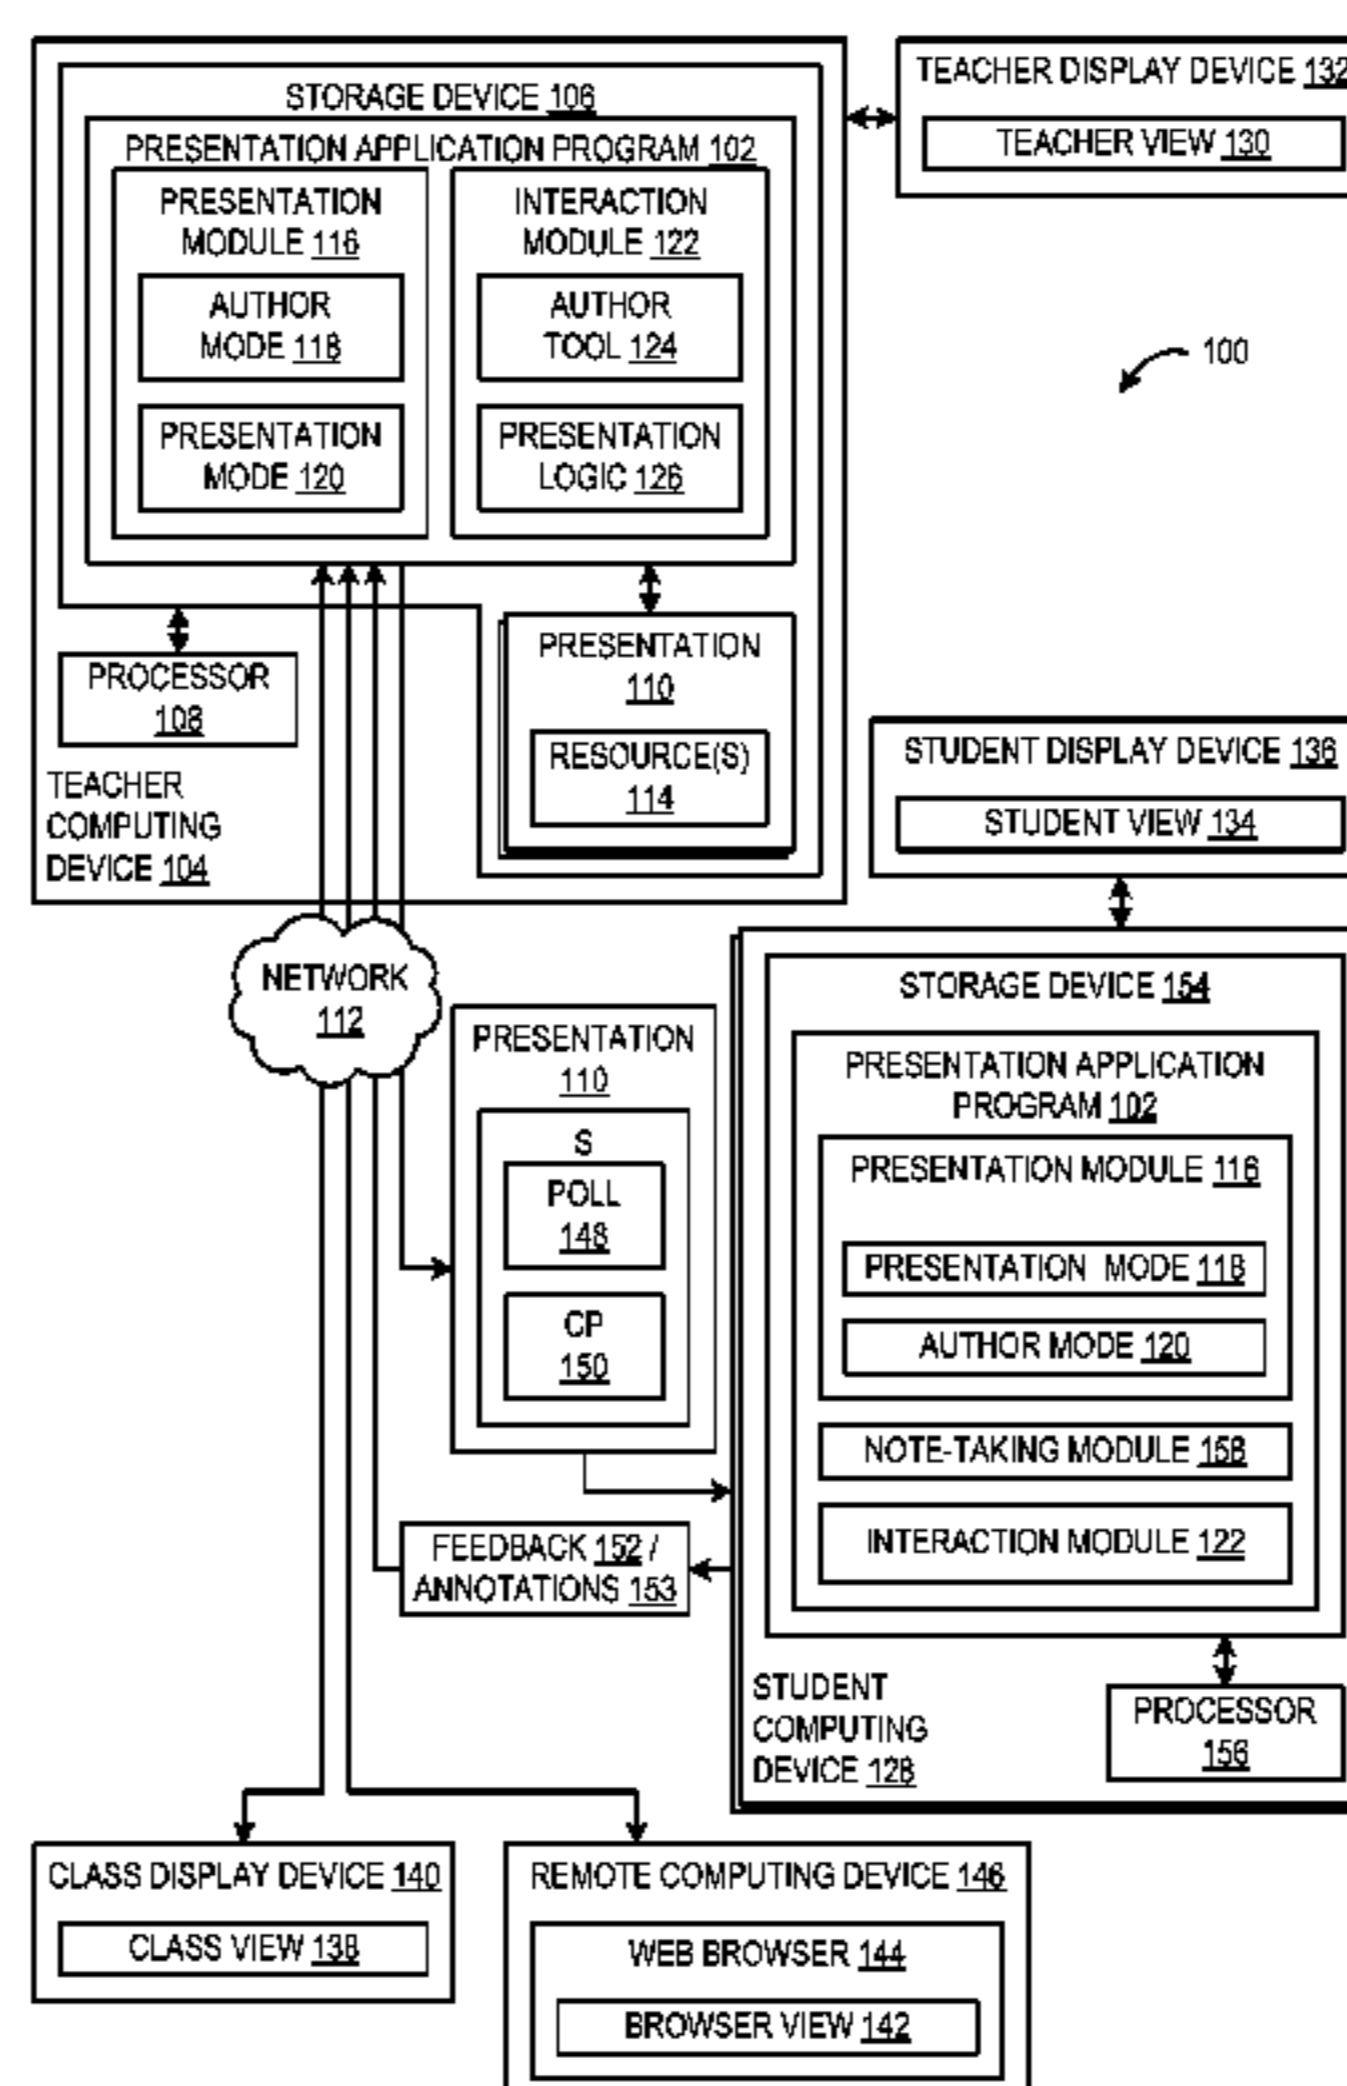 STORAGE DEVICE 106
PRESENTATION APPLICATION PROGRAM 102
PRESENTATION
MODULE 116
AUTHOR
MODE 118
PRESENTATION
MODE 120
INTERACTION
MODULE 122
AUTHOR
TOOL 124
PRESENTATION
LOGIC 126
TEACHER DISPLAY DEVICE 132
TEACHER VIEW 130
100
PROCESSOR
108
TEACHER
COMPUTING
DEVICE 104
PRESENTATION
110
RESOURCE(S)
114
STUDENT DISPLAY DEVICE 136
STUDENT VIEW 134
NETWORK
112
PRESENTATION
110
S
POLL
148
CP
150
FEEDBACK 152 /
ANNOTATIONS 153
STORAGE DEVICE 154
PRESENTATION APPLICATION
PROGRAM 102
PRESENTATION MODULE 116
PRESENTATION MODE 118
AUTHOR MODE 120
NOTE-TAKING MODULE 158
INTERACTION MODULE 122
STUDENT
COMPUTING
DEVICE 128
PROCESSOR
156
CLASS DISPLAY DEVICE 140
CLASS VIEW 138
REMOTE COMPUTING DEVICE 146
WEB BROWSER 144
BROWSER VIEW 142